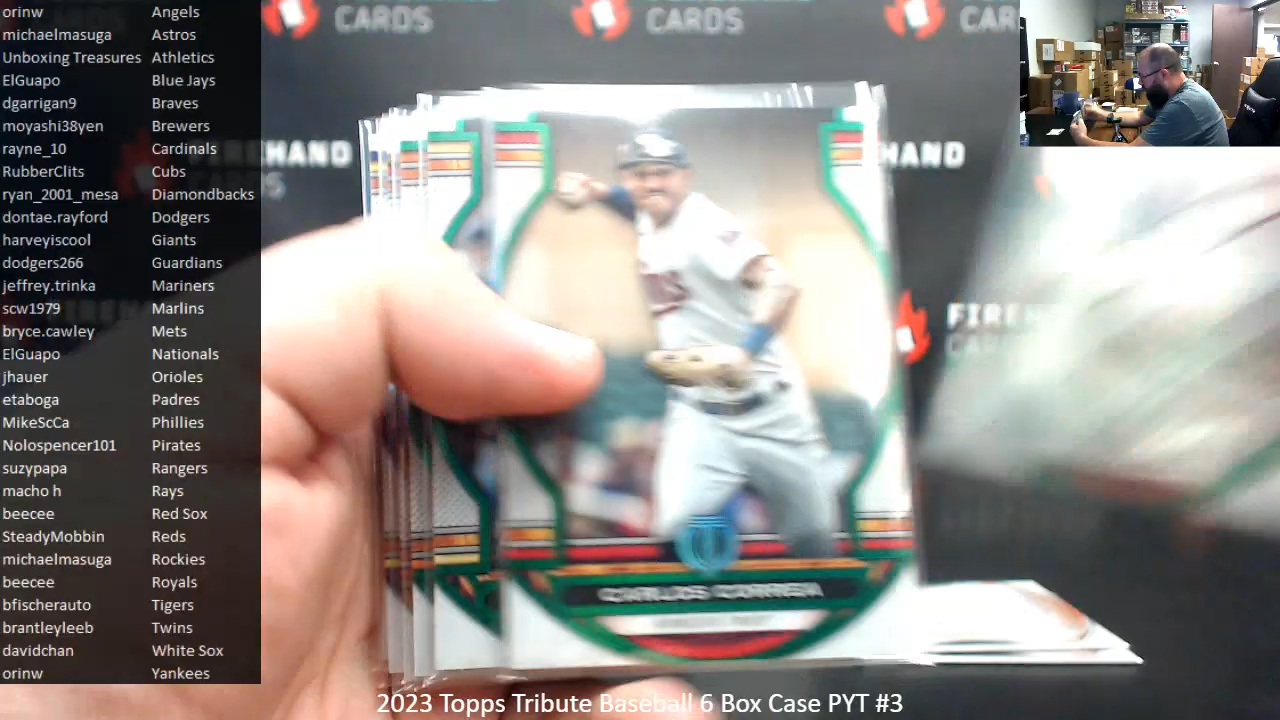 orinw Angels
michaelmasuga Astros
Unboxing Treasures Athletics
ElGuapo Blue Jays
dgarrigan9 Braves
moyashi38yen Brewers
rayne_10 Cardinals
RubberClits Cubs
ryan_2001_mesa Diamondbacks
dontae.rayford Dodgers
harveyiscool Giants
dodgers266 Guardians
jeffrey.trinka Mariners
scw1979 Marlins
bryce.cawley Mets
ElGuapo Nationals
jhauer Orioles
etaboga Padres
MikeScCa Phillies
Nolospencer101 Pirates
suzypapa Rangers
macho h Rays
beecee Red Sox
SteadyMobbin Reds
michaelmasuga Rockies
beecee Royals
bfischerauto Tigers
brantleyleeb Twins
davidchan White Sox
orinw Yankees
CARDS
CARDS
CAR
FIREHAND
CARDS
HAND
FIREH
CARLOS CORREA
2023 Topps Tribute Baseball 6 Box Case PYT #3